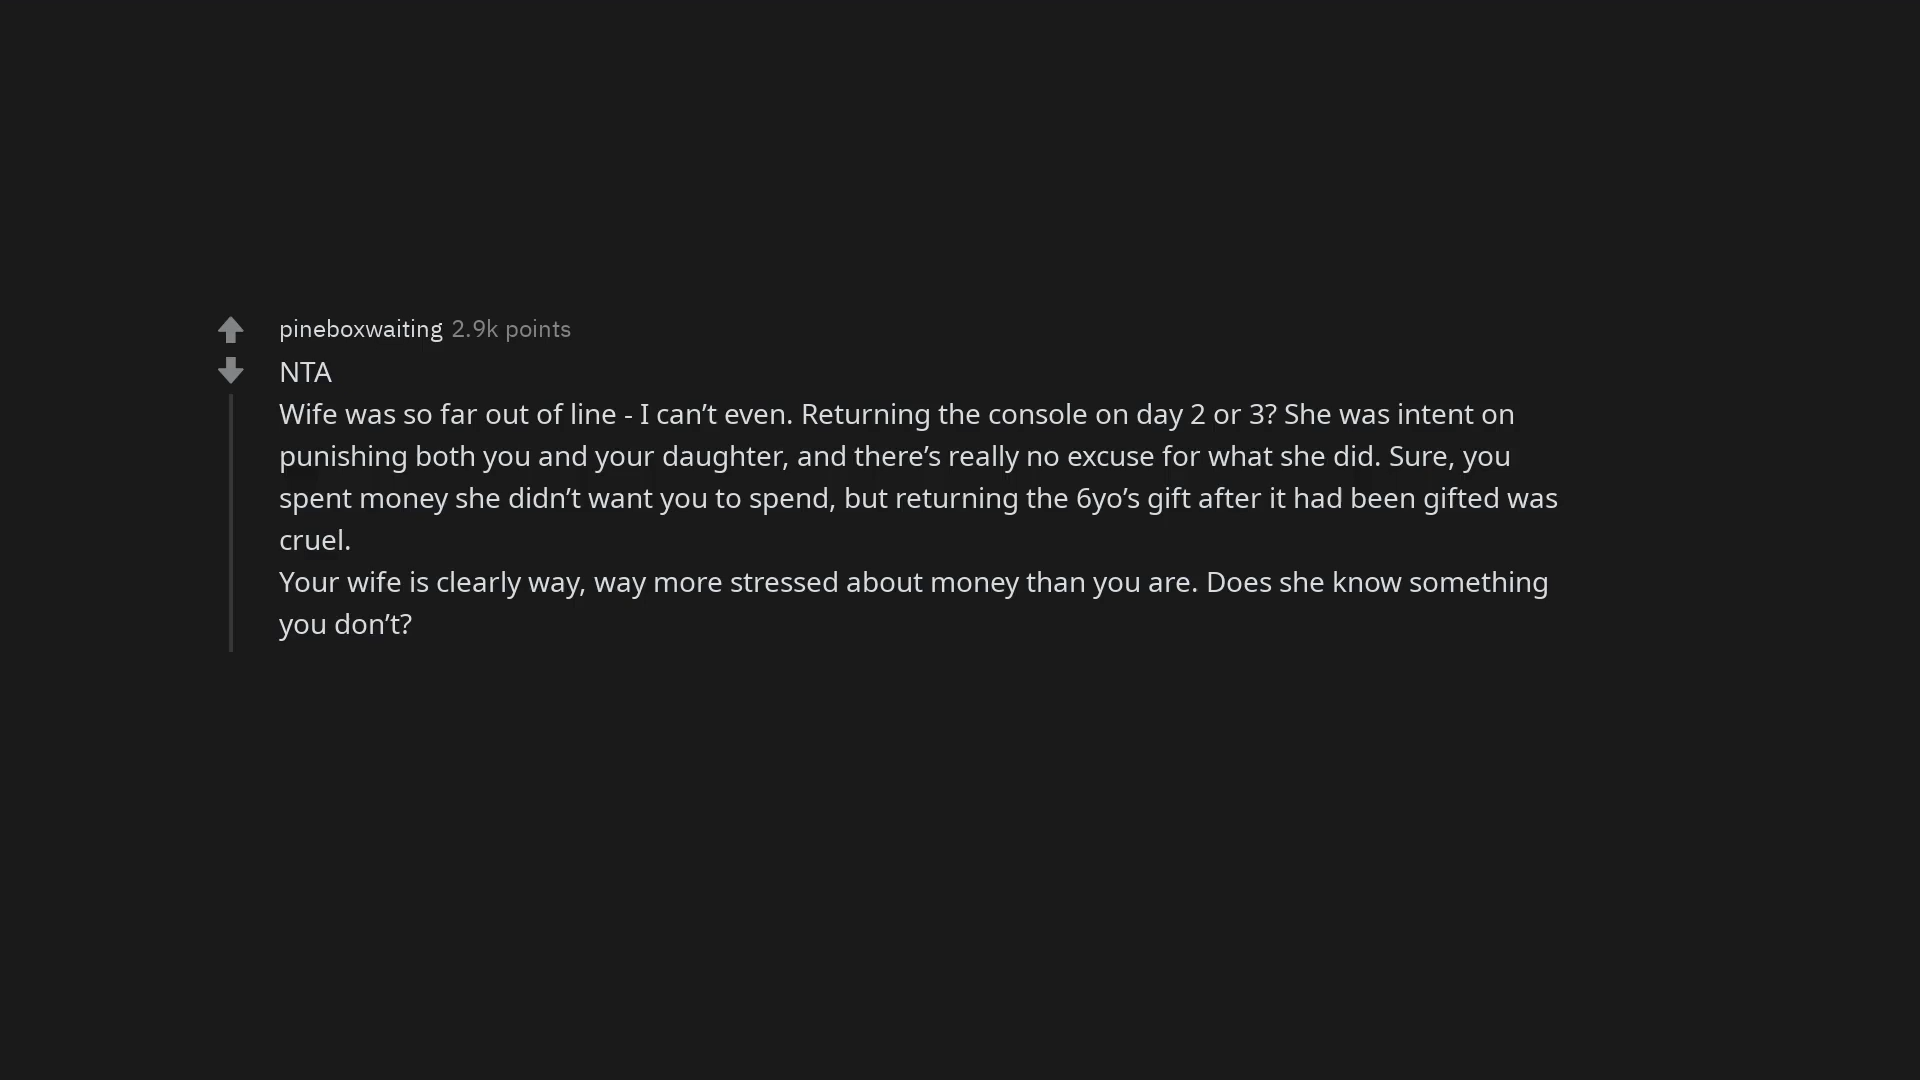 pineboxwaiting 2.9k points
NTA
Wife was so far out of line - I can’t even. Returning the console on day 2 or 3? She was intent on
punishing both you and your daughter, and there’s really no excuse for what she did. Sure, you
spent money she didn’t want you to spend, but returning the 6yo’s gift after it had been gifted was
cruel.
Your wife is clearly way, way more stressed about money than you are. Does she know something
you don’t?